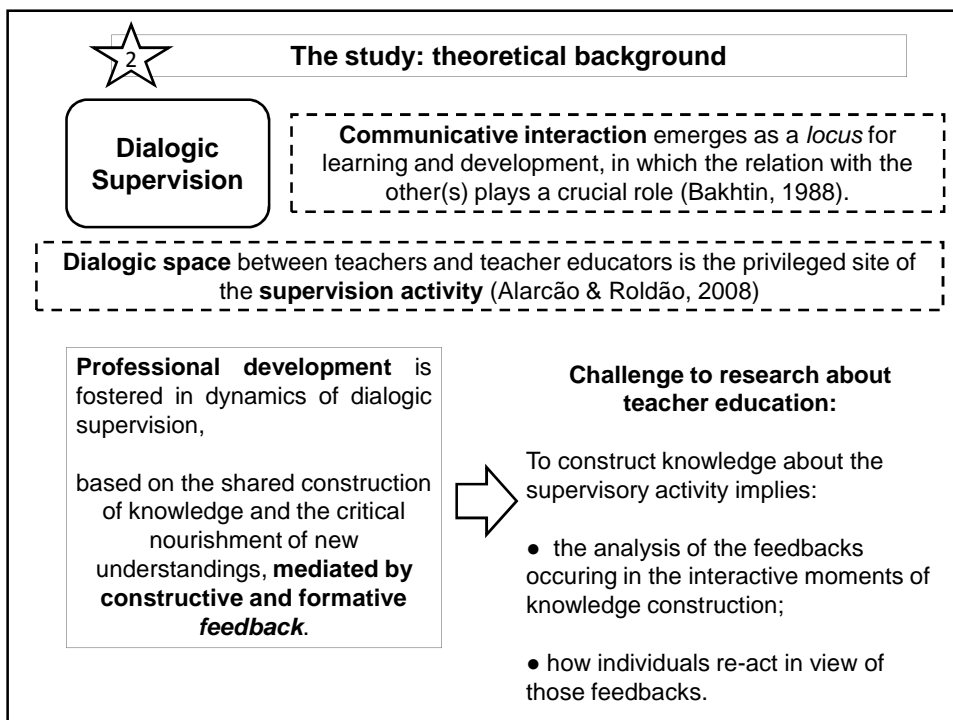 2
The study: theoretical background
Dialogic
Supervision
Communicative interaction emerges as a locus for
learning and development, in which the relation with the
other(s) plays a crucial role (Bakhtin, 1988).
Dialogic space between teachers and teacher educators is the privileged site of
the supervision activity (Alarcão & Roldão, 2008)
Professional development is
fostered in dynamics of dialogic
supervision,
based on the shared construction
of knowledge and the critical
nourishment of new
understandings, mediated by
constructive and formative
feedback.
Challenge to research about
teacher education:
To construct knowledge about the
supervisory activity implies:
● the analysis of the feedbacks
occuring in the interactive moments of
knowledge construction;
● how individuals re-act in view of
those feedbacks.